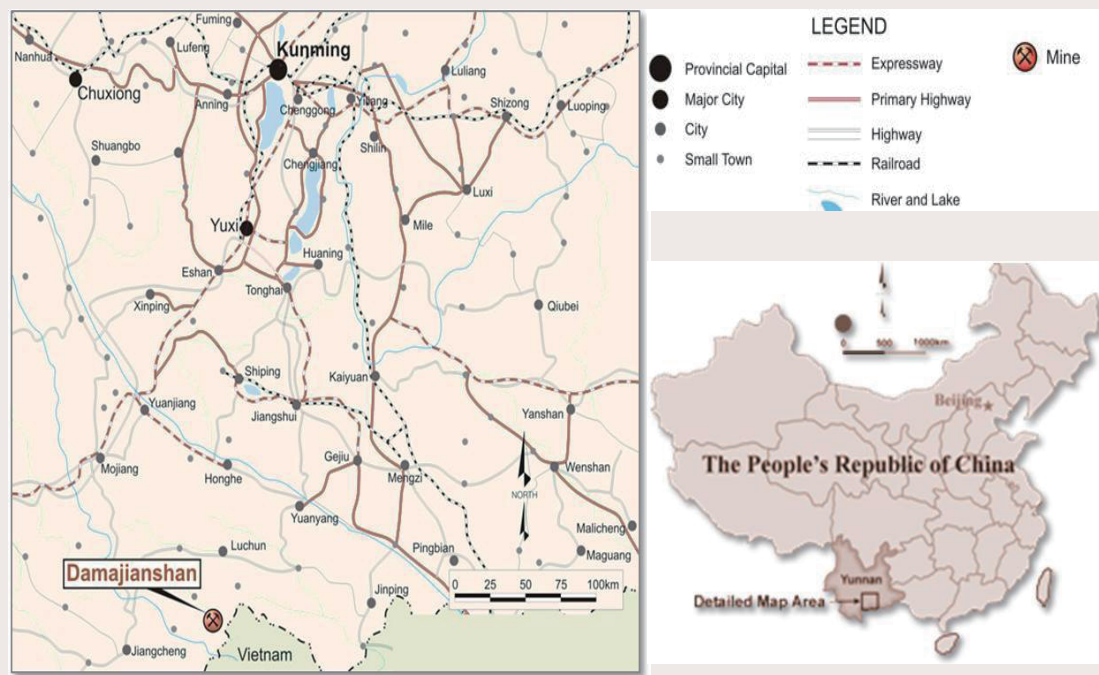 Fuming
Nanhua
Lufeng
Kunming
Chuxiong
Anning
Chenggong
Yiliang
Luliang
Shizong
Luoping
Shuangbo
Chengjiang
Shilin
Luxi
Yuxi
Mile
Huaning
Eshan
Tonghai
Xinping
Qiubei
Shiping
Kaiyuan
Yuanjiang
Jiangshui
Yanshan
Mojiang
Honghe
Gejiu
Mengzi
Wenshan
NORTH
Yuanyang
Malicheng
Luchun
Pingbian
Maguang
Damajianshan
0 25 50 75 100km
Jinping
Jiangcheng
Vietnam
LEGEND
Provincial Capital
Major City
City
Small Town
Expressway
Primary Highway
Highway
Railroad
River and Lake
Mine
0 500 1000km
Beijing
The People's Republic of China
Yunnan
Detailed Map Area